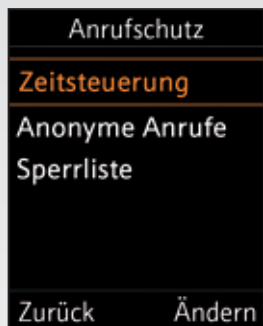 Anrufschutz
Zeitsteuerung
Anonyme Anrufe
Sperrliste
Zurück Ändern